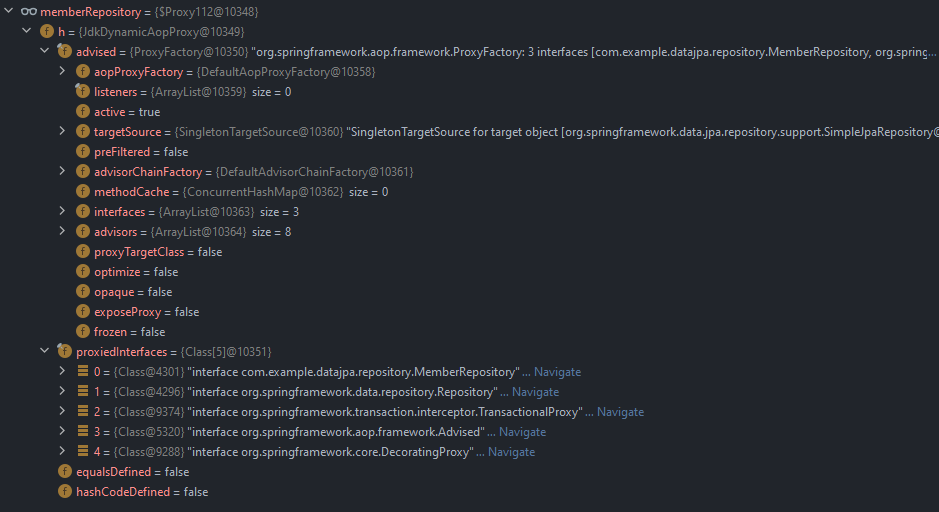 memberRepository = {$Proxy112@10348}
h = {JdkDynamicAopProxy@10349}
advised = {ProxyFactory@10350} "org.springframework.aop.framework.ProxyFactory: 3 interfaces [com.example.datajpa.repository.MemberRepository, org.spring...
aopProxyFactory = {DefaultAopProxyFactory@10358}
listeners = {ArrayList@10359} size = 0
active = true
targetSource = {SingletonTargetSource@10360} "SingletonTargetSource for target object [org.springframework.data.jpa.repository.support.SimpleJpaRepository@
preFiltered = false
advisorChainFactory = {DefaultAdvisorChainFactory@10361}
methodCache = {ConcurrentHashMap@10362} size = 0
interfaces = {ArrayList@10363} size = 3
advisors = {ArrayList@10364} size = 8
proxyTargetClass = false
optimize = false
opaque = false
exposeProxy = false
frozen = false
proxiedInterfaces = {Class[5]@10351}
0 = {Class@4301} "interface com.example.datajpa.repository.MemberRepository" ... Navigate
1 = {Class@4296} "interface org.springframework.data.repository.Repository" ... Navigate
2 = {Class@9374} "interface org.springframework.transaction.interceptor.TransactionalProxy" ... Navigate
3 = {Class@5320} "interface org.springframework.aop.framework.Advised" ... Navigate
4 = {Class@9288} "interface org.springframework.core.DecoratingProxy" ... Navigate
equalsDefined = false
hashCodeDefined = false